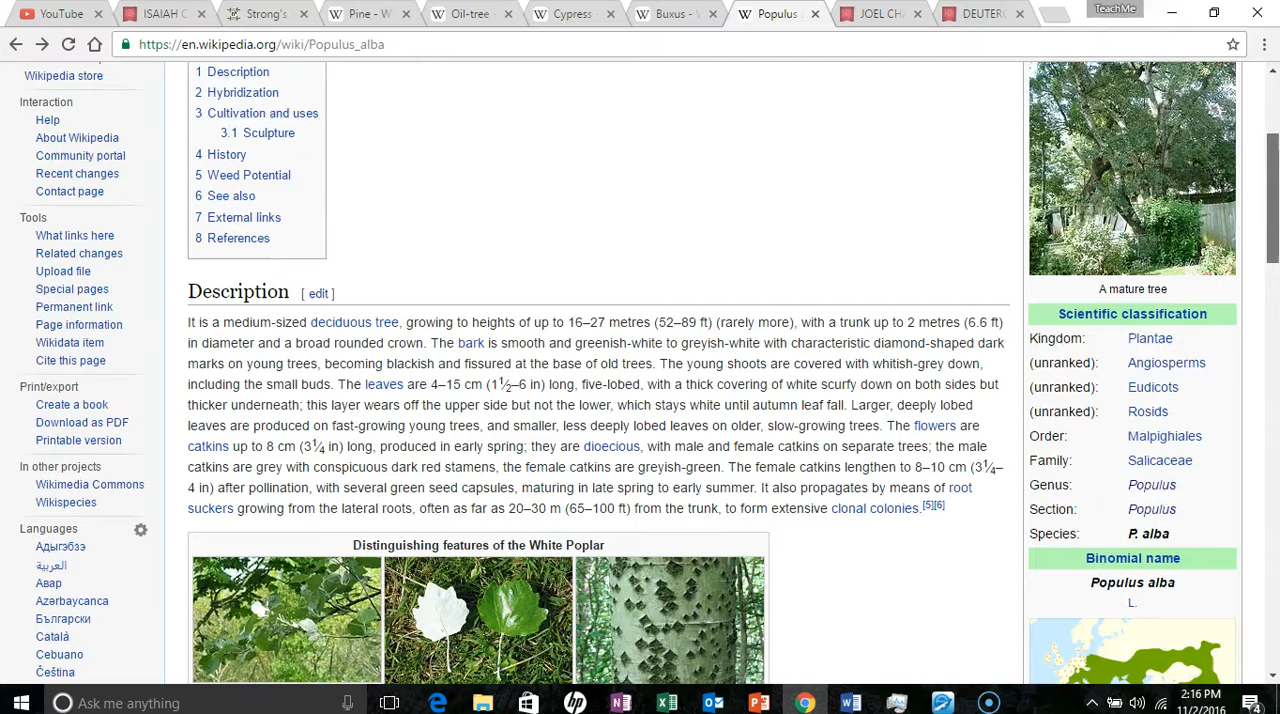 YouTube
ISAIAH C
Strong's
Pine - W
Oil-tree -
Cypress -
Buxus - W
Populus
JOEL CHA
DEUTERC
TeachMe
https://en.wikipedia.org/wiki/Populus_alba
Wikipedia store
Interaction
Help
About Wikipedia
Community portal
Recent changes
Contact page
Tools
What links here
Related changes
Upload file
Special pages
Permanent link
Page information
Wikidata item
Cite this page
Print/export
Create a book
Download as PDF
Printable version
In other projects
Wikimedia Commons
Wikispecies
Languages
Адыгэбзэ
العربية
Авар
Azərbaycanca
Български
Català
Cebuano
Čeština
1 Description
2 Hybridization
3 Cultivation and uses
3.1 Sculpture
4 History
5 Weed Potential
6 See also
7 External links
8 References
Description [ edit ]
It is a medium-sized deciduous tree, growing to heights of up to 16–27 metres (52–89 ft) (rarely more), with a trunk up to 2 metres (6.6 ft)
in diameter and a broad rounded crown. The bark is smooth and greenish-white to greyish-white with characteristic diamond-shaped dark
marks on young trees, becoming blackish and fissured at the base of old trees. The young shoots are covered with whitish-grey down,
including the small buds. The leaves are 4–15 cm (1 1⁄2–6 in) long, five-lobed, with a thick covering of white scurfy down on both sides but
thicker underneath; this layer wears off the upper side but not the lower, which stays white until autumn leaf fall. Larger, deeply lobed
leaves are produced on fast-growing young trees, and smaller, less deeply lobed leaves on older, slow-growing trees. The flowers are
catkins up to 8 cm (3 1⁄4 in) long, produced in early spring; they are dioecious, with male and female catkins on separate trees; the male
catkins are grey with conspicuous dark red stamens, the female catkins are greyish-green. The female catkins lengthen to 8–10 cm (3 1⁄4–
4 in) after pollination, with several green seed capsules, maturing in late spring to early summer. It also propagates by means of root
suckers growing from the lateral roots, often as far as 20–30 m (65–100 ft) from the trunk, to form extensive clonal colonies.[5][6]
Distinguishing features of the White Poplar
A mature tree
Scientific classification
Kingdom: Plantae
(unranked): Angiosperms
(unranked): Eudicots
(unranked): Rosids
Order: Malpighiales
Family: Salicaceae
Genus: Populus
Section: Populus
Species: P. alba
Binomial name
Populus alba
L.
Ask me anything
2:16 PM
11/2/2016
4